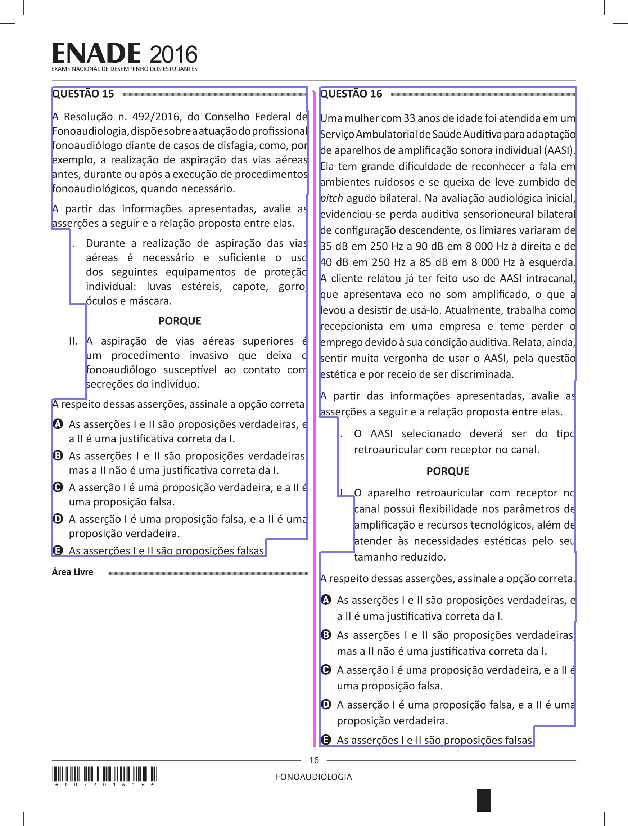 ENADE 2016
EXAME NACIONAL DE DESEMPENHO DOS ESTUDANTES
QUESTÃO 15
A Resolução n. 492/2016, do Conselho Federal de
Fonoaudiologia, dispõe sobre a atuação do profissional
fonoaudiólogo diante de casos de disfagia, como, por
exemplo, a realização de aspiração das vias aéreas
antes, durante ou após a execução de procedimentos
fonoaudiológicos, quando necessário.
A partir das informações apresentadas, avalie as
asserções a seguir e a relação proposta entre elas.
I. Durante a realização de aspiração das vias
aéreas é necessário e suficiente o uso
dos seguintes equipamentos de proteção
individual: luvas estéreis, capote, gorro,
óculos e máscara.
PORQUE
II. A aspiração de vias aéreas superiores é
um procedimento invasivo que deixa o
fonoaudiólogo susceptível ao contato com
secreções do indivíduo.
A respeito dessas asserções, assinale a opção correta.
A As asserções I e II são proposições verdadeiras, e
a II é uma justificativa correta da I.
B As asserções I e II são proposições verdadeiras,
mas a II não é uma justificativa correta da I.
C A asserção I é uma proposição verdadeira, e a II é
uma proposição falsa.
D A asserção I é uma proposição falsa, e a II é uma
proposição verdadeira.
E As asserções I e II são proposições falsas.
Área Livre
QUESTÃO 16
Uma mulher com 33 anos de idade foi atendida em um
Serviço Ambulatorial de Saúde Auditiva para adaptação
de aparelhos de amplificação sonora individual (AASI).
Ela tem grande dificuldade de reconhecer a fala em
ambientes ruidosos e se queixa de leve zumbido de
pitch agudo bilateral. Na avaliação audiológica inicial,
evidenciou-se perda auditiva sensorioneural bilateral
de configuração descendente, os limiares variaram de
35 dB em 250 Hz a 90 dB em 8 000 Hz à direita e de
40 dB em 250 Hz a 85 dB em 8 000 Hz à esquerda.
A cliente relatou já ter feito uso de AASI intracanal,
que apresentava eco no som amplificado, o que a
levou a desistir de usá-lo. Atualmente, trabalha como
recepcionista em uma empresa e teme perder o
emprego devido à sua condição auditiva. Relata, ainda,
sentir muita vergonha de usar o AASI, pela questão
estética e por receio de ser discriminada.
A partir das informações apresentadas, avalie as
asserções a seguir e a relação proposta entre elas.
I. O AASI selecionado deverá ser do tipo
retroauricular com receptor no canal.
PORQUE
II. O aparelho retroauricular com receptor no
canal possui flexibilidade nos parâmetros de
amplificação e recursos tecnológicos, além de
atender às necessidades estéticas pelo seu
tamanho reduzido.
A respeito dessas asserções, assinale a opção correta.
A As asserções I e II são proposições verdadeiras, e
a II é uma justificativa correta da I.
B As asserções I e II são proposições verdadeiras,
mas a II não é uma justificativa correta da I.
C A asserção I é uma proposição verdadeira, e a II é
uma proposição falsa.
D A asserção I é uma proposição falsa, e a II é uma
proposição verdadeira.
E As asserções I e II são proposições falsas.
16
FONOAUDIOLOGIA